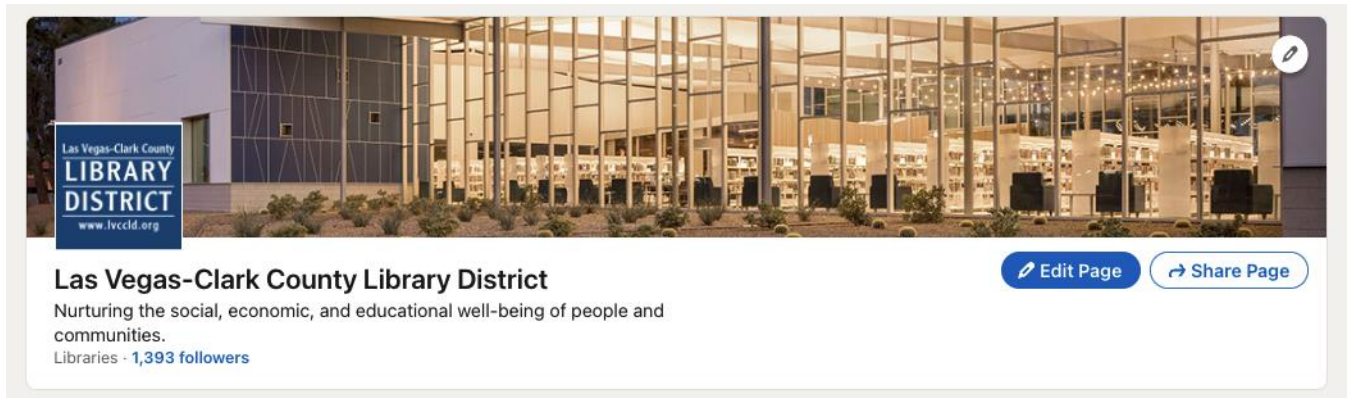 Las Vegas-Clark County
LIBRARY
DISTRICT
www.lvccld.org
Edit Page
Share Page
Las Vegas-Clark County Library District
Nurturing the social, economic, and educational well-being of people and
communities.
Libraries · 1,393 followers